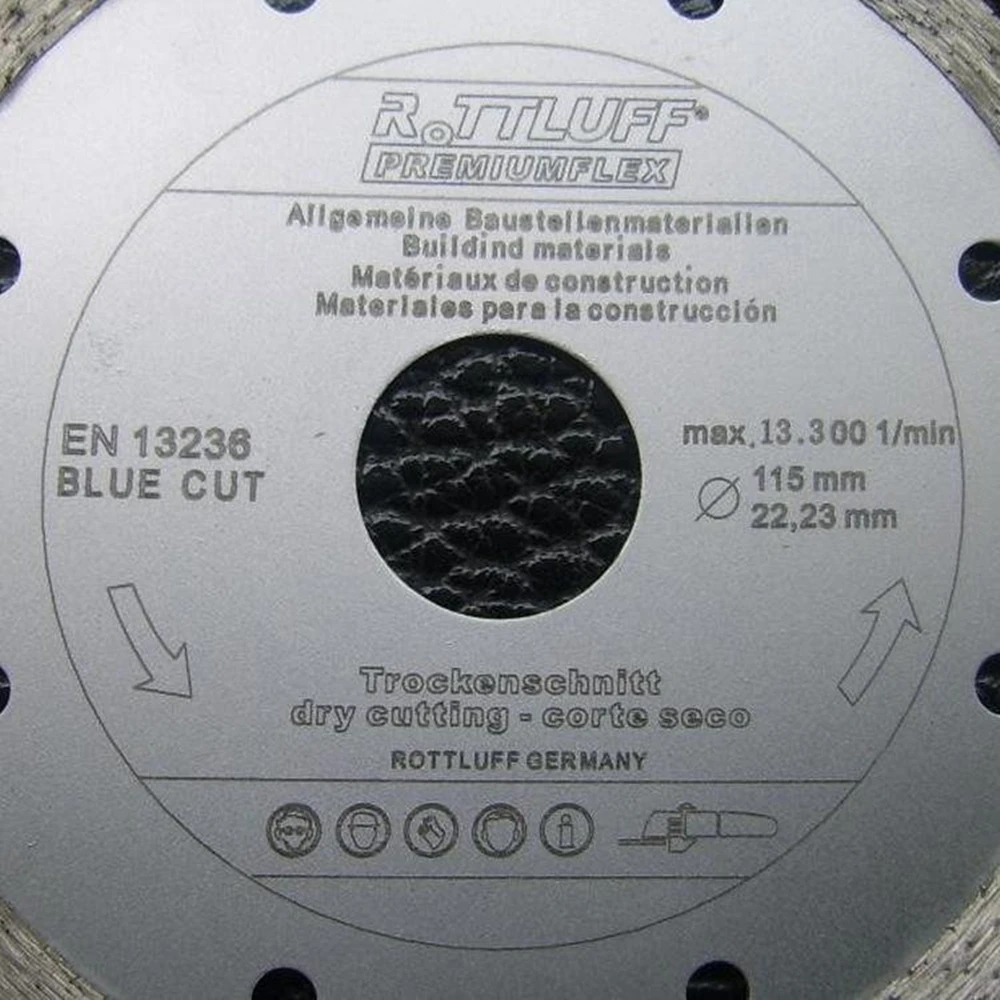 RoTTLUFF®
PREMIUMFLEX
Allgemeine Baustellenmaterialien
Buildind materials
Matériaux de construction
Materiales para la construcción
EN 13236
BLUE CUT
max. 13.300 1/min
Ø 115 mm
22,23 mm
Trockenschnitt
dry cutting - corte seco
ROTTLUFF GERMANY